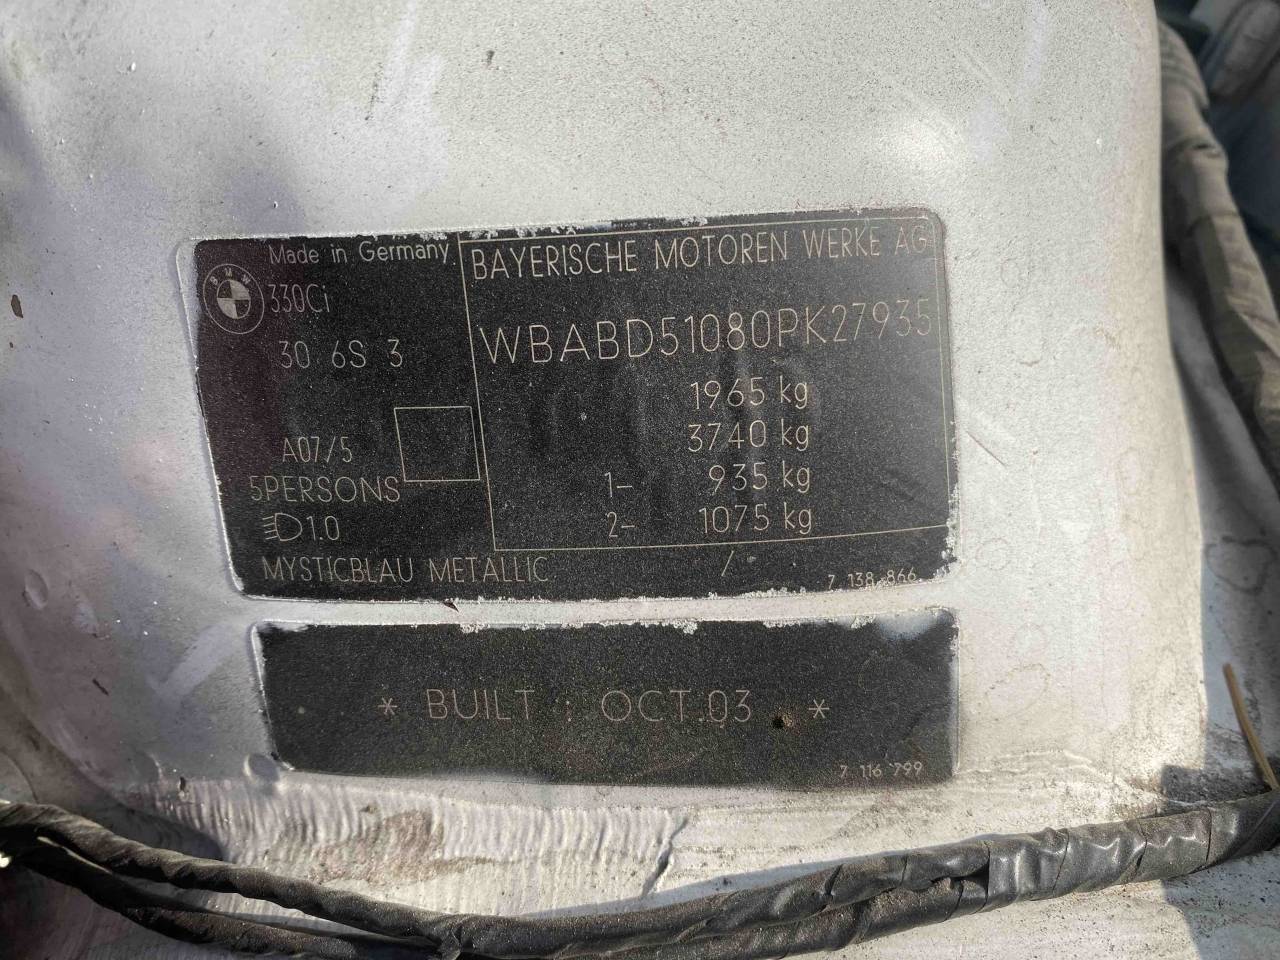 Made in Germany
BMW
330Ci
30 6S 3
A07/5
5PERSONS
1.0
MYSTICBLAU METALLIC /
7 138 866
BAYERISCHE MOTOREN WERKE AG
WBABD51080PK27935
1965 kg
3740 kg
1- 935 kg
2- 1075 kg
* BUILT : OCT.03 *
7 116 799